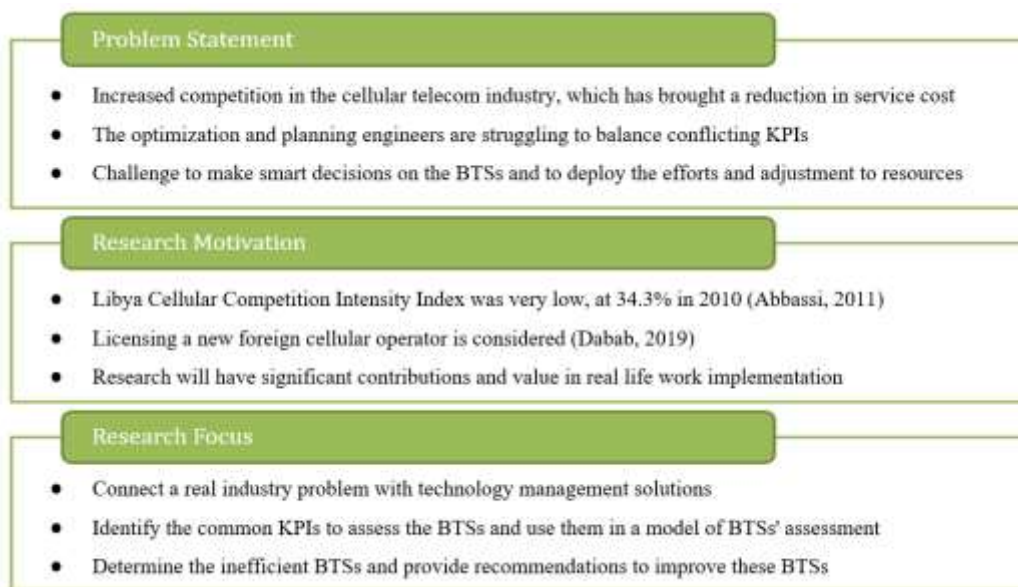 Problem Statement
● Increased competition in the cellular telecom industry, which has brought a reduction in service cost
● The optimization and planning engineers are struggling to balance conflicting KPIs
● Challenge to make smart decisions on the BTSs and to deploy the efforts and adjustment to resources
Research Motivation
● Libya Cellular Competition Intensity Index was very low, at 34.3% in 2010 (Abbassi, 2011)
● Licensing a new foreign cellular operator is considered (Dabab, 2019)
● Research will have significant contributions and value in real life work implementation
Research Focus
● Connect a real industry problem with technology management solutions
● Identify the common KPIs to assess the BTSs and use them in a model of BTSs' assessment
● Determine the inefficient BTSs and provide recommendations to improve these BTSs